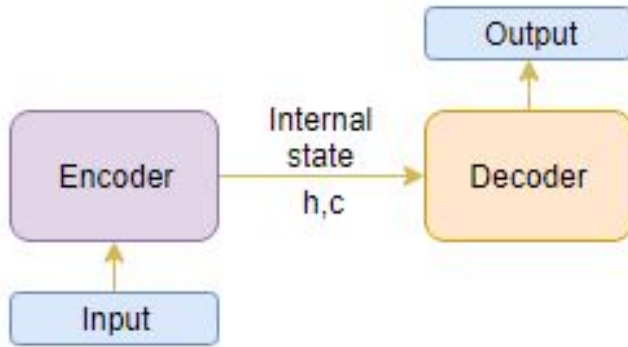 Output
Internal
state
Encoder
Decoder
h,c
Input